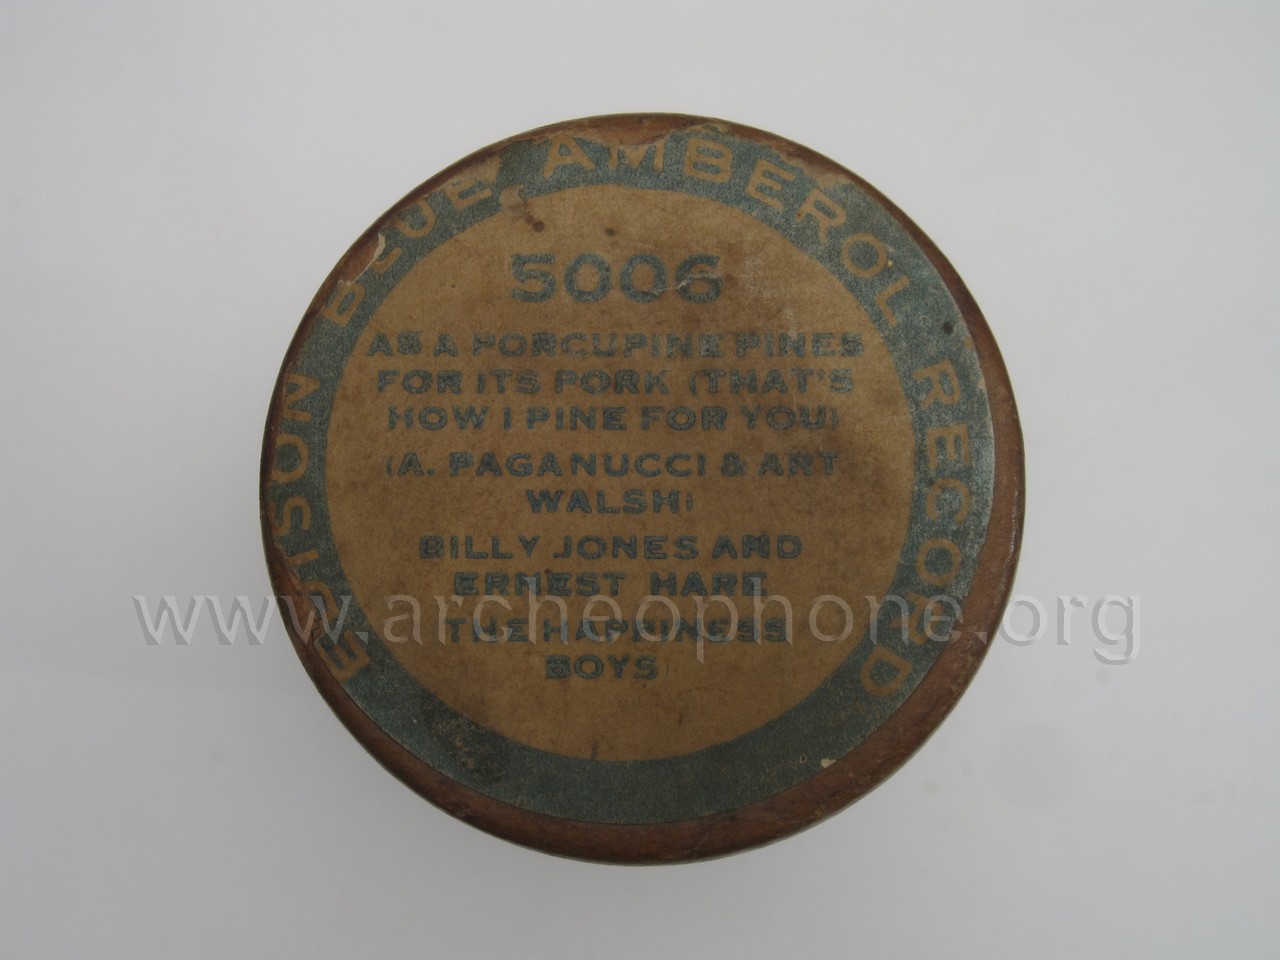 EDISON BLUE AMBEROL RECORD
5006
AS A PORCUPINE PINES
FOR ITS PORK (THAT'S
HOW I PINE FOR YOU)
(A. PAGANUCCI & ART
WALSH)
BILLY JONES AND
ERNEST HARE
THE HAPPINESS
BOYS)
www.archeophone.org